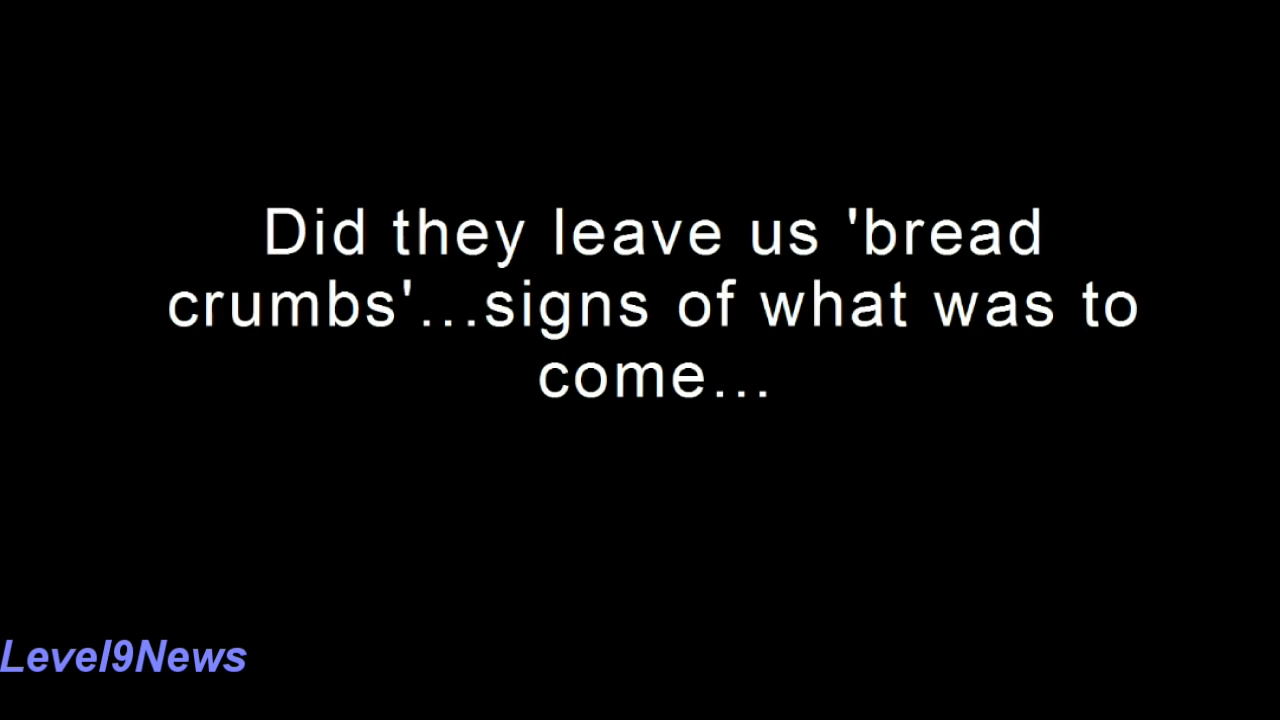 Did they leave us 'bread
crumbs'...signs of what was to
come...
Level9News